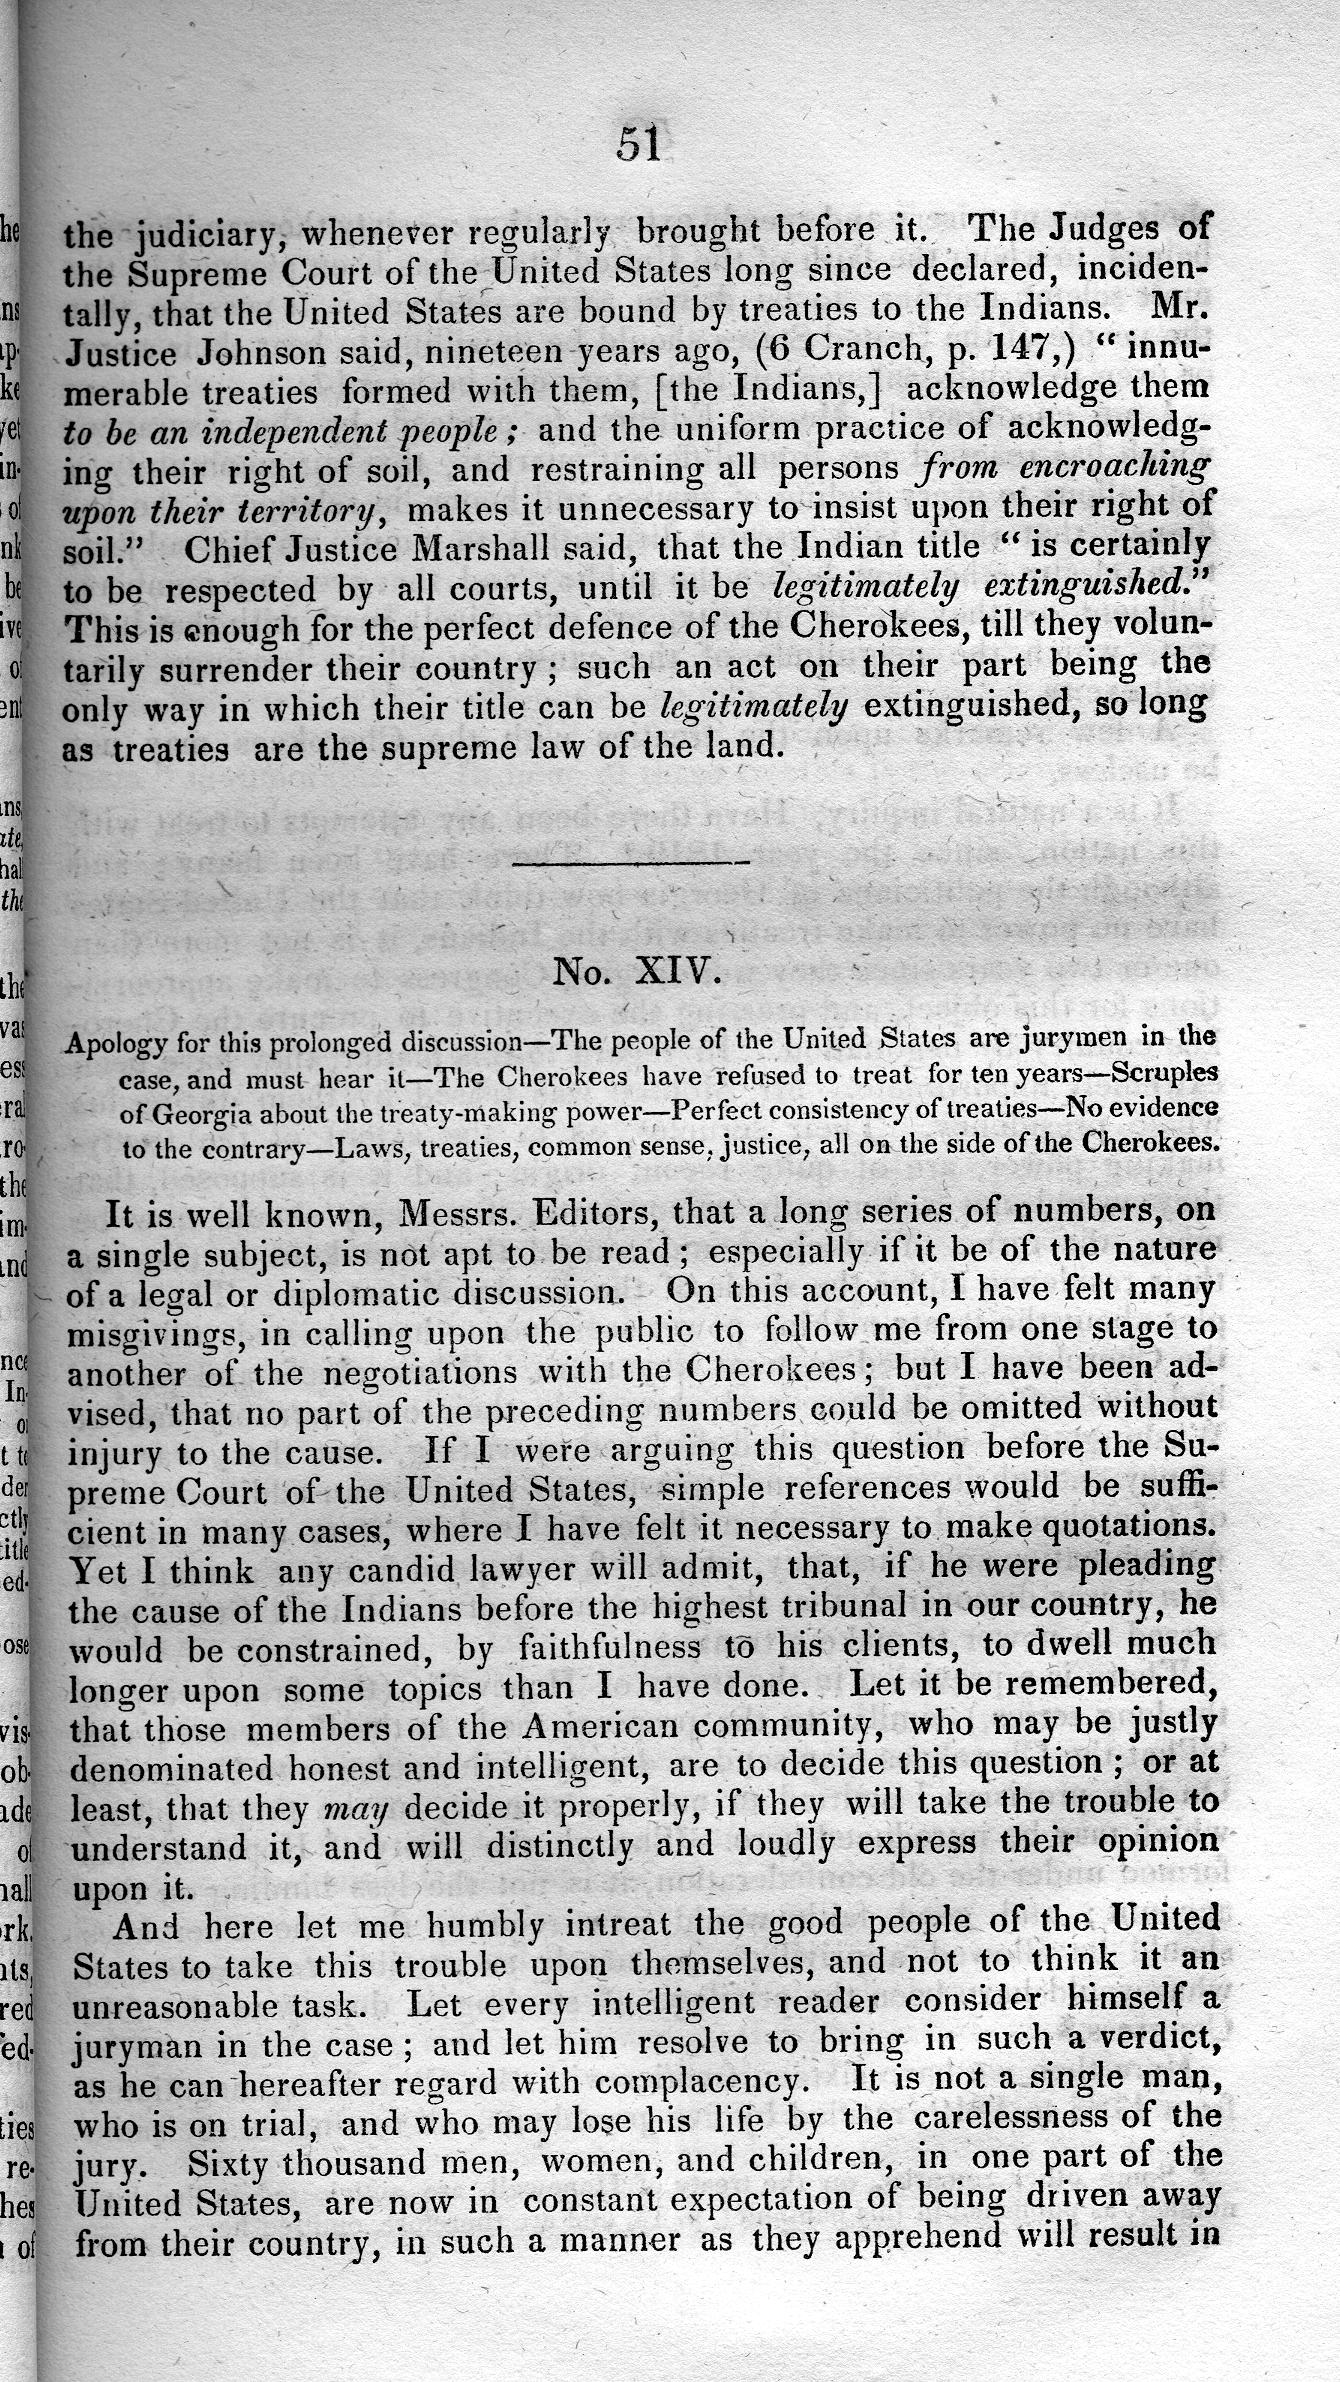 51
the judiciary, whenever regularly brought before it. The Judges of
the Supreme Court of the United States long since declared, inciden-
tally, that the United States are bound by treaties to the Indians. Mr.
Justice Johnson said, nineteen years ago, (6 Cranch, p. 147,) “ innu-
merable treaties formed with them, [the Indians,] acknowledge them
to be an independent people ; and the uniform practice of acknowledg-
ing their right of soil, and restraining all persons from encroaching
upon their territory, makes it unnecessary to insist upon their right of
soil.” Chief Justice Marshall said, that the Indian title “ is certainly
to be respected by all courts, until it be legitimately extinguished.”
This is enough for the perfect defence of the Cherokees, till they volun-
tarily surrender their country ; such an act on their part being the
only way in which their title can be legitimately extinguished, so long
as treaties are the supreme law of the land.
No. XIV.
Apology for this prolonged discussion—The people of the United States are jurymen in the
case, and must hear it—The Cherokees have refused to treat for ten years—Scruples
of Georgia about the treaty-making power—Perfect consistency of treaties—No evidence
to the contrary—Laws, treaties, common sense, justice, all on the side of the Cherokees.
It is well known, Messrs. Editors, that a long series of numbers, on
a single subject, is not apt to be read ; especially if it be of the nature
of a legal or diplomatic discussion. On this account, I have felt many
misgivings, in calling upon the public to follow me from one stage to
another of the negotiations with the Cherokees ; but I have been ad-
vised, that no part of the preceding numbers could be omitted without
injury to the cause. If I were arguing this question before the Su-
preme Court of the United States, simple references would be suffi-
cient in many cases, where I have felt it necessary to make quotations.
Yet I think any candid lawyer will admit, that, if he were pleading
the cause of the Indians before the highest tribunal in our country, he
would be constrained, by faithfulness to his clients, to dwell much
longer upon some topics than I have done. Let it be remembered,
that those members of the American community, who may be justly
denominated honest and intelligent, are to decide this question ; or at
least, that they may decide it properly, if they will take the trouble to
understand it, and will distinctly and loudly express their opinion
upon it.
And here let me humbly intreat the good people of the United
States to take this trouble upon themselves, and not to think it an
unreasonable task. Let every intelligent reader consider himself a
juryman in the case ; and let him resolve to bring in such a verdict,
as he can hereafter regard with complacency. It is not a single man,
who is on trial, and who may lose his life by the carelessness of the
jury. Sixty thousand men, women, and children, in one part of the
United States, are now in constant expectation of being driven away
from their country, in such a manner as they apprehend will result in